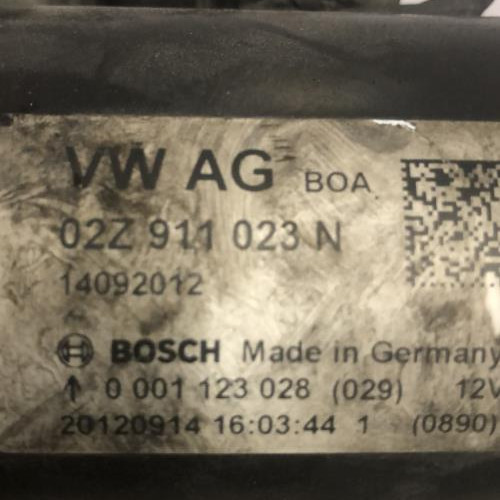 VW AG BOA
02Z 911 023 N
14092012
BOSCH Made in Germany
↑ 0 001 123 028 (029) 12V
20120914 16:03:44 1 (0890)